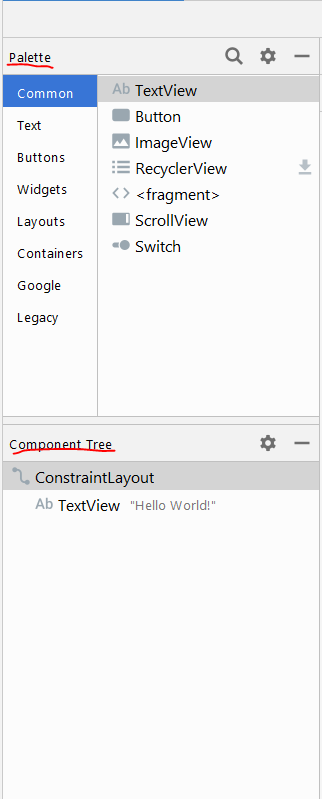 Palette
Common
Text
Buttons
Widgets
Layouts
Containers
Google
Legacy
Ab TextView
Button
ImageView
RecyclerView
<fragment>
ScrollView
Switch
Component Tree
ConstraintLayout
Ab TextView "Hello World!"